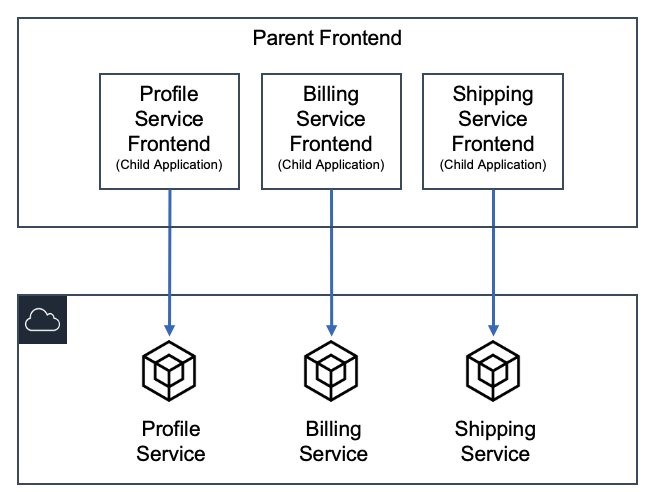 Parent Frontend
Profile
Service
Frontend
(Child Application)
Billing
Service
Frontend
(Child Application)
Shipping
Service
Frontend
(Child Application)
Profile
Service
Billing
Service
Shipping
Service